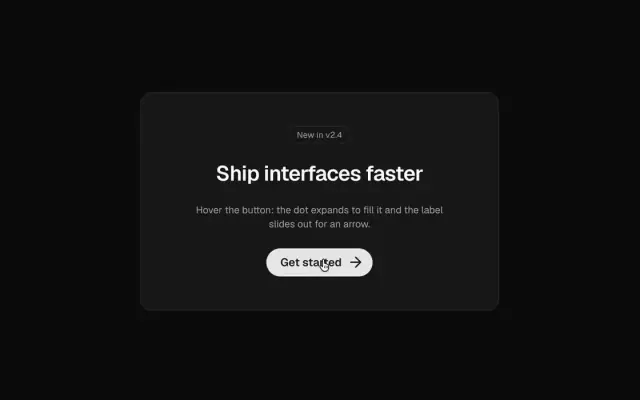 New in v2.4
Ship interfaces faster
Hover the button: the dot expands to fill it and the label
slides out for an arrow.
Get started